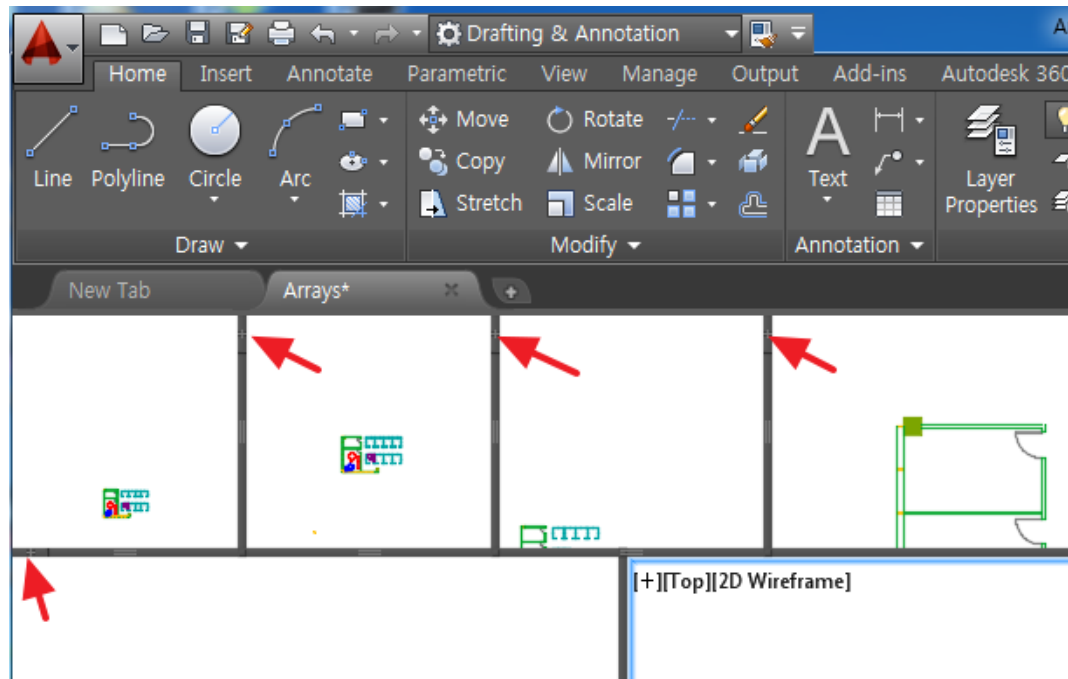 Drafting & Annotation
A
Home Insert Annotate Parametric View Manage Output Add-ins Autodesk 360
Line Polyline Circle Arc
Move Rotate
Copy Mirror
Stretch Scale
A
Text
Layer
Properties
Draw Modify Annotation
New Tab Arrays*
[+][Top][2D Wireframe]